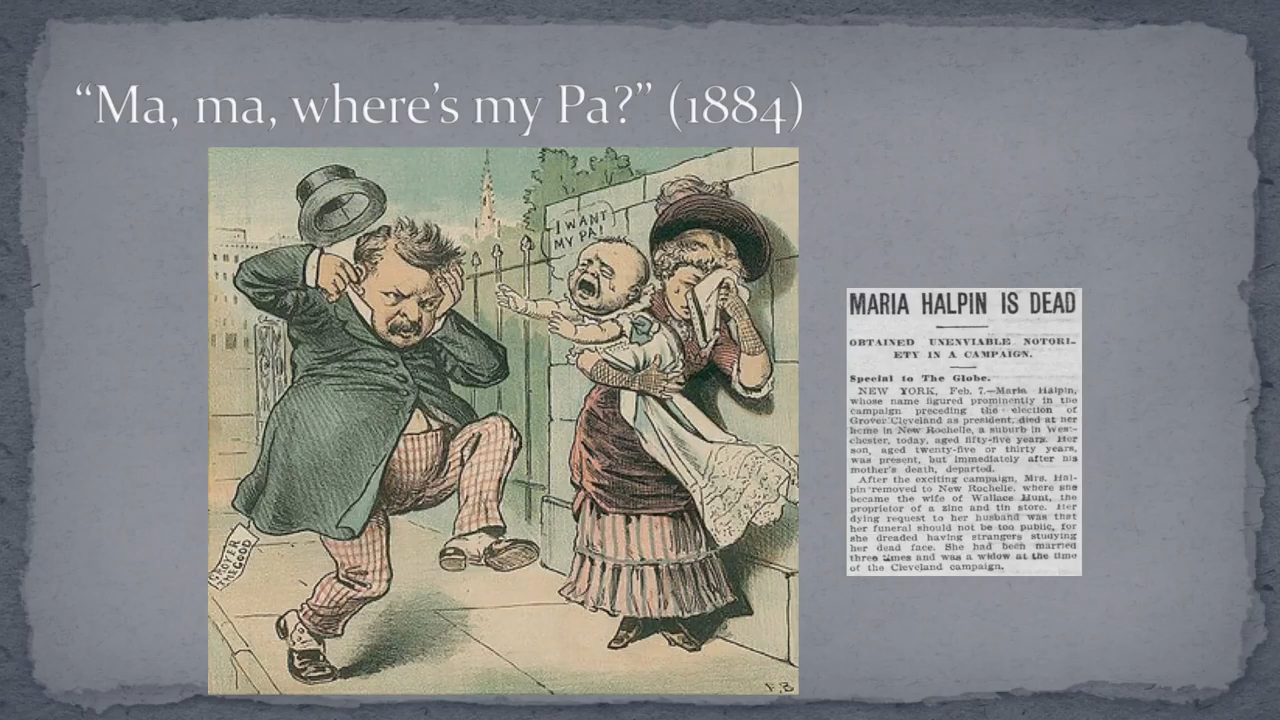 “Ma, ma, where’s my Pa?” (1884)
I WANT
MY PA!
GROVER
THE GOOD
F.B
MARIA HALPIN IS DEAD
OBTAINED UNENVIABLE NOTORI-
ETY IN A CAMPAIGN.
Special to The Globe.
NEW YORK, Feb. 7.—Maria Halpin,
whose name figured prominently in the
campaign preceding the election of
Grover Cleveland as president, died at her
home in New Rochelle, a suburb in West-
chester, today, aged fifty-five years. Her
son, aged twenty-five or thirty years,
was present, but immediately after his
mother's death, departed.
After the exciting campaign, Mrs. Hal-
pin removed to New Rochelle, where she
became the wife of Wallace Hunt, the
proprietor of a zinc and tin store. Her
dying request to her husband was that
her funeral should not be too public, for
she dreaded having strangers studying
her dead face. She had been married
three times and was a widow at the time
of the Cleveland campaign.